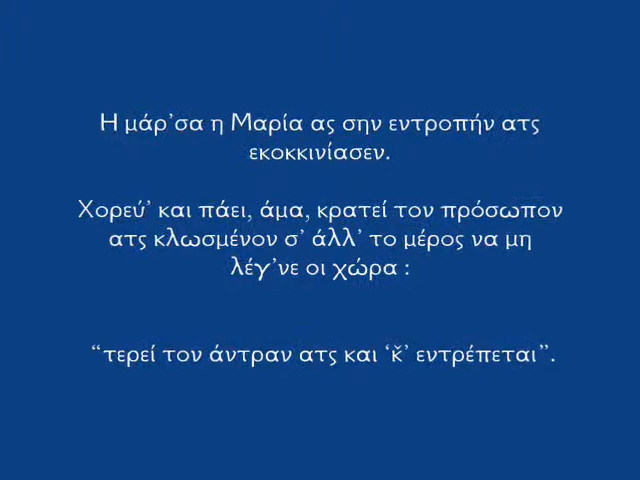 Η μάρ’σα η Μαρία ας σην εντροπήν ατς
εκοκκινίασεν.
Χορεύ’ και πάει, άμα, κρατεί τον πρόσωπον
ατς κλωσμένον σ’ άλλ’ το μέρος να μη
λέγ’νε οι χώρα :
“τερεί τον άντραν ατς και ‘κ̌’ εντρέπεται”.